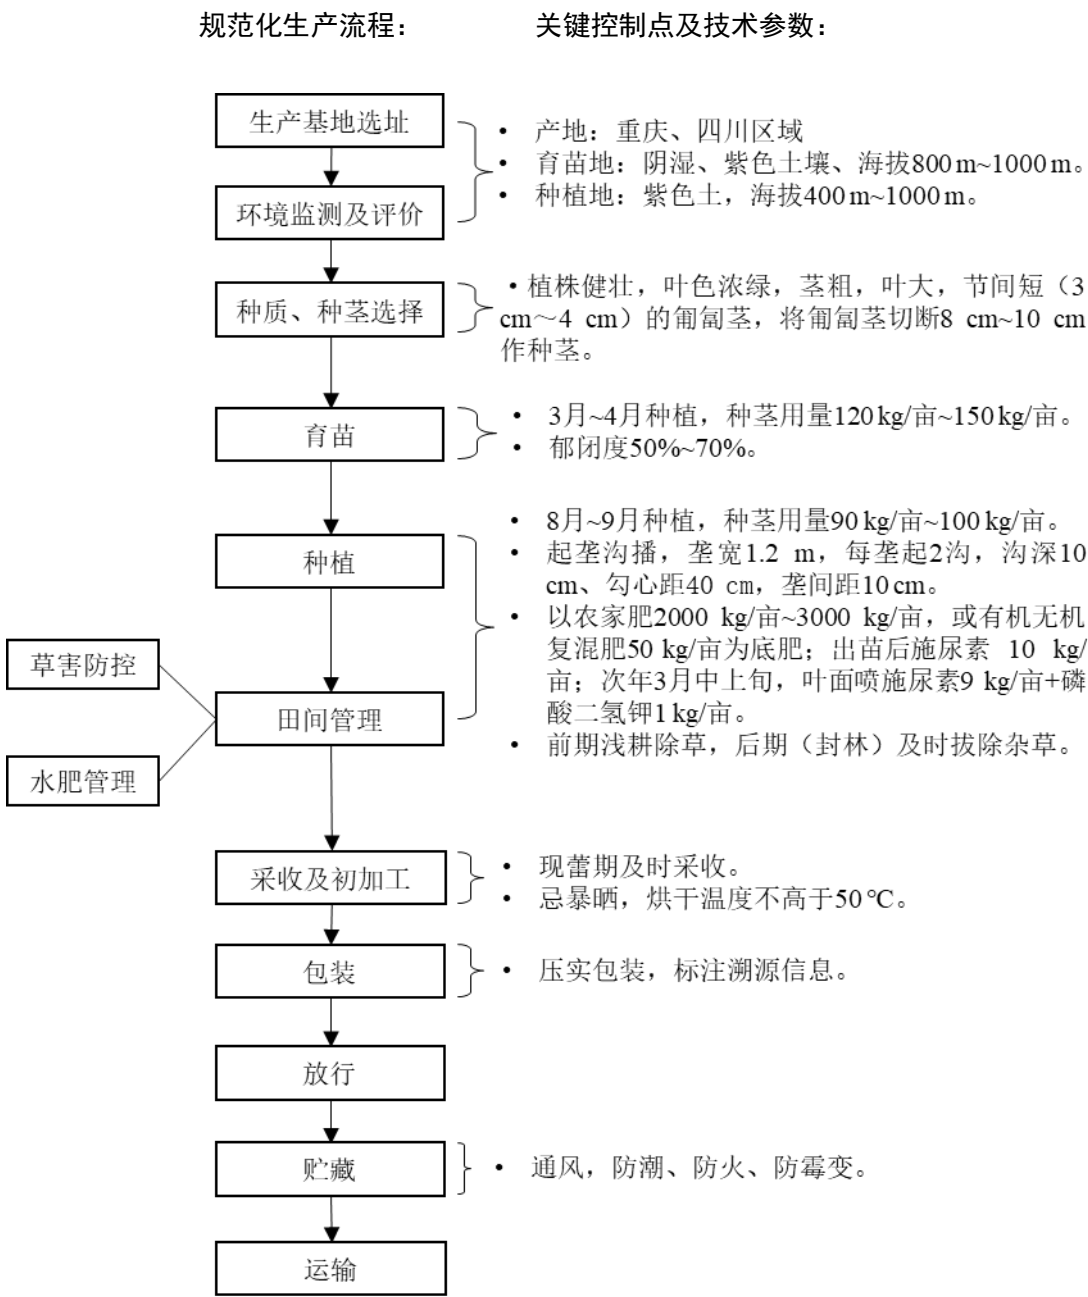 规范化生产流程： 关键控制点及技术参数：
生产基地选址
• 产地：重庆、四川区域
• 育苗地：阴湿、紫色土壤、海拔800 m~1000 m。
• 种植地：紫色土，海拔400 m~1000 m。
环境监测及评价
种质、种茎选择
•植株健壮，叶色浓绿，茎粗，叶大，节间短（3
cm～4 cm）的匍匐茎，将匍匐茎切断8 cm~10 cm
作种茎。
育苗
• 3月~4月种植，种茎用量120 kg/亩~150 kg/亩。
• 郁闭度50%~70%。
种植
• 8月~9月种植，种茎用量90 kg/亩~100 kg/亩。
• 起垄沟播，垄宽1.2 m，每垄起2沟，沟深10
cm、勾心距40 cm，垄间距10 cm。
• 以农家肥2000 kg/亩~3000 kg/亩，或有机无机
复混肥50 kg/亩为底肥；出苗后施尿素 10 kg/
亩；次年3月中上旬，叶面喷施尿素9 kg/亩+磷
酸二氢钾1 kg/亩。
• 前期浅耕除草，后期（封林）及时拔除杂草。
草害防控
田间管理
水肥管理
采收及初加工
• 现蕾期及时采收。
• 忌暴晒，烘干温度不高于50 ℃。
包装
• 压实包装，标注溯源信息。
放行
贮藏
• 通风，防潮、防火、防霉变。
运输